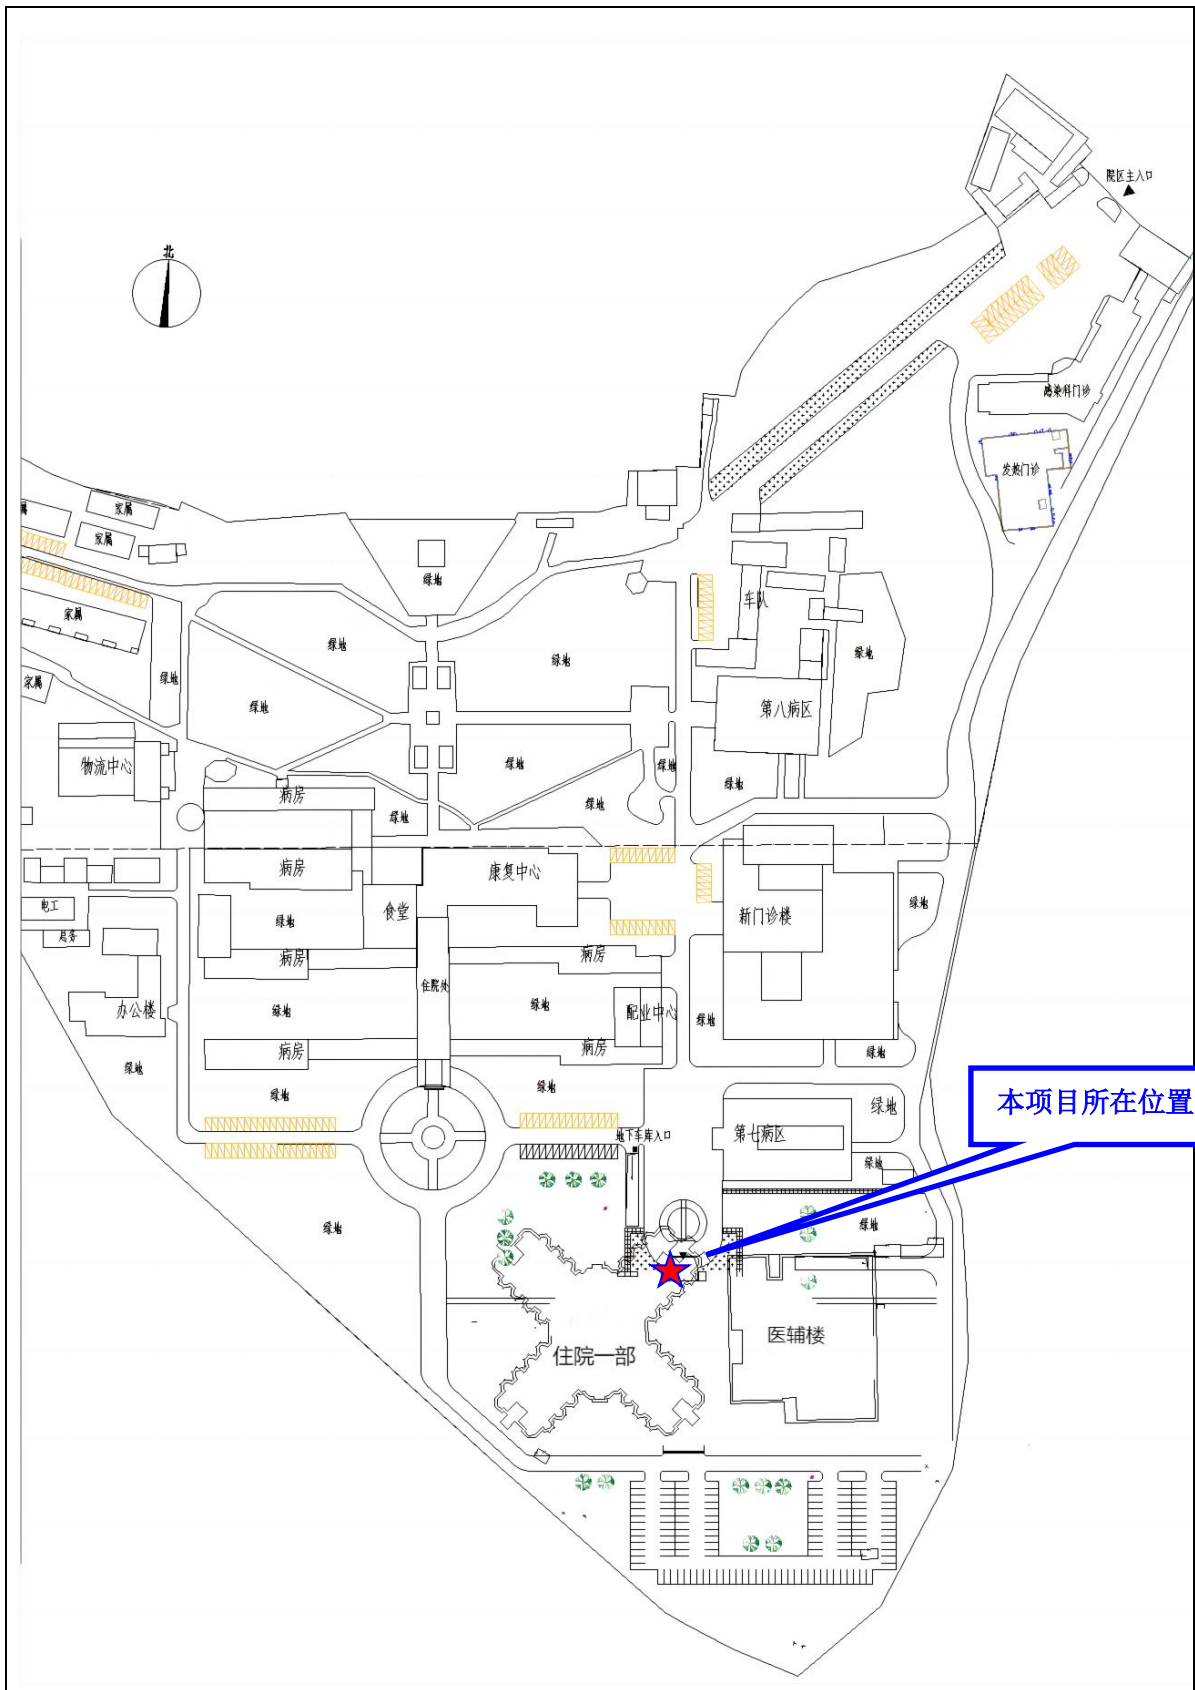 院区主入口
北
感染科门诊
发热门诊
家属
属
家属
绿地
家属
车队
绿地
绿地
绿地
绿地
家属
绿地
绿地
第八病区
物流中心
绿地
绿地
绿地
病房
绿地
绿地
病房
康复中心
电工
食堂
绿地
新门诊楼
绿地
总务
病房
病房
住院处
办公楼
绿地
绿地
配业中心
绿地
病房
病房
绿地
绿地
绿地
绿地
本项目所在位置
绿地
地下车库入口
第七病区
绿地
绿地
绿地
医辅楼
住院一部